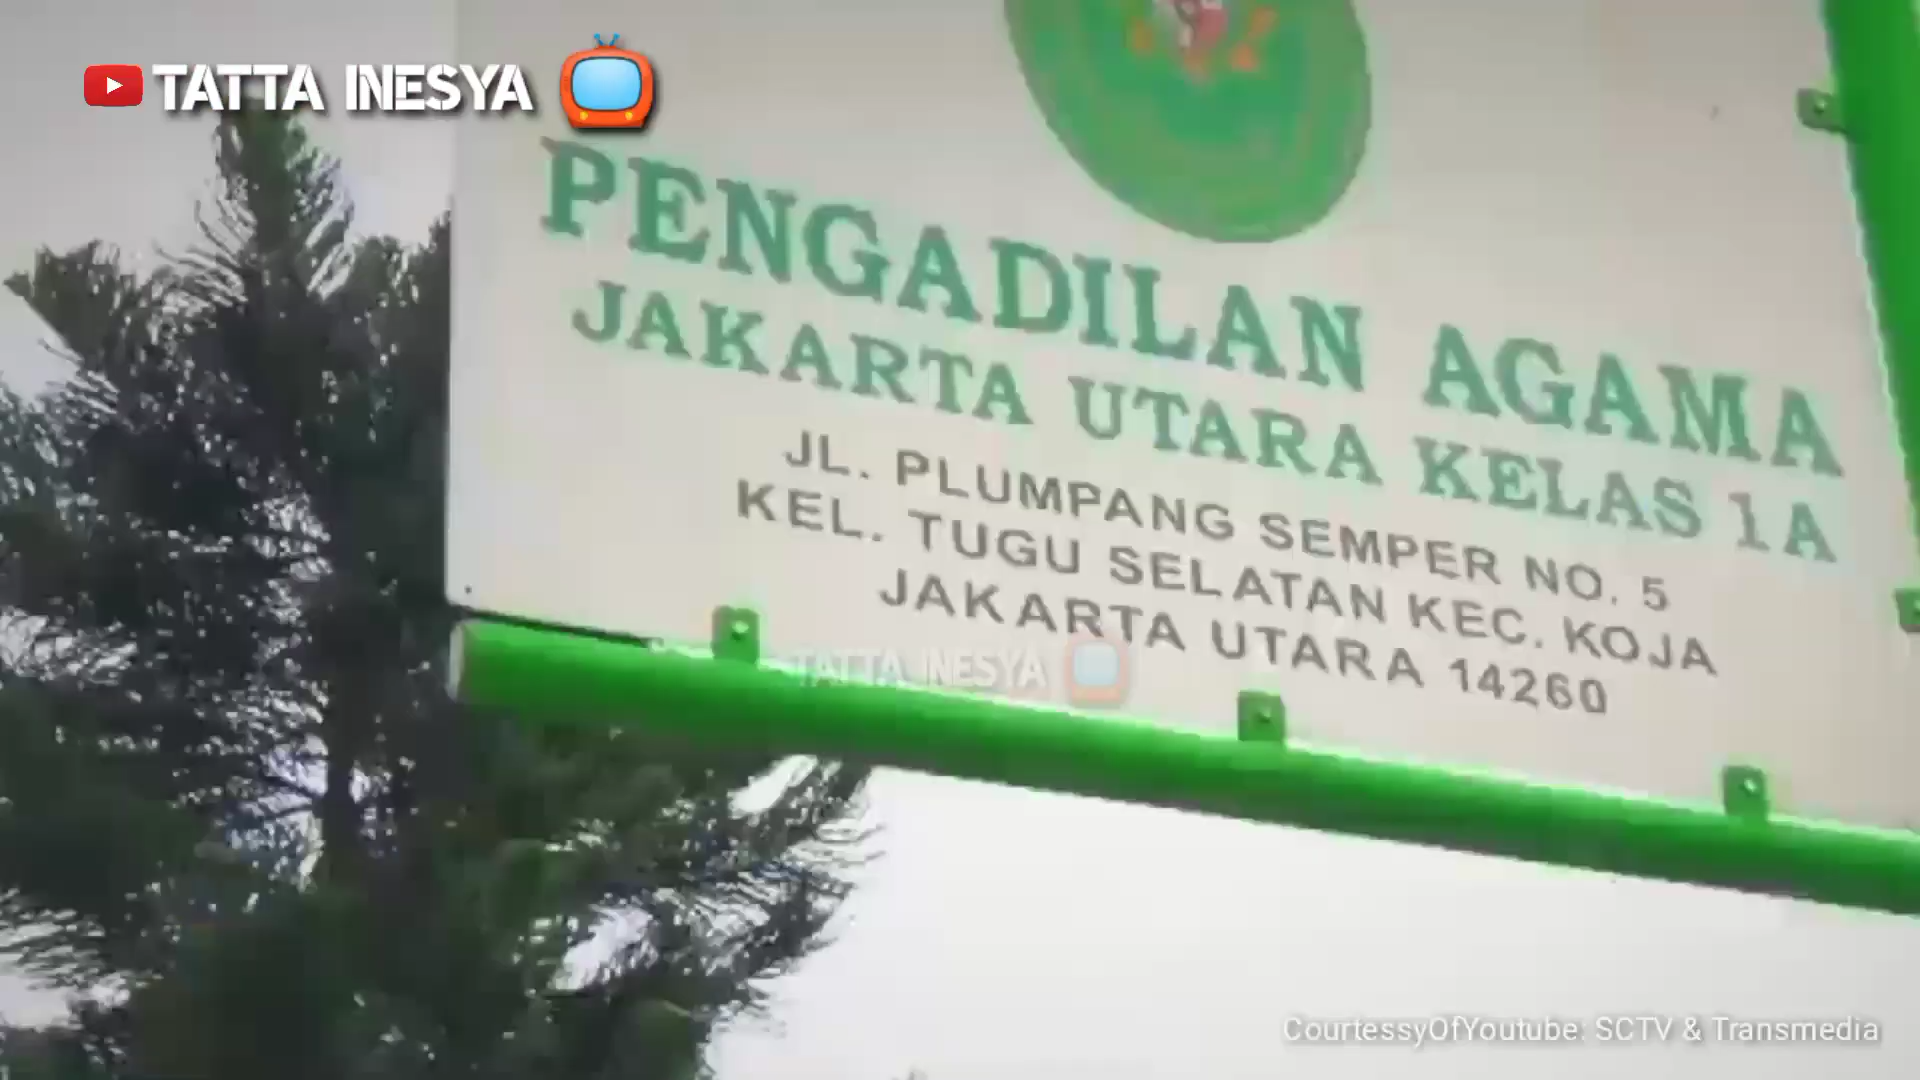 TATTA INESYA
PENGADILAN AGAMA
JAKARTA UTARA KELAS 1A
JL. PLUMPANG SEMPER NO. 5
KEL. TUGU SELATAN KEC. KOJA
JAKARTA UTARA 14260
TATTA INESYA
CourtessyOfYoutube: SCTV & Transmedia